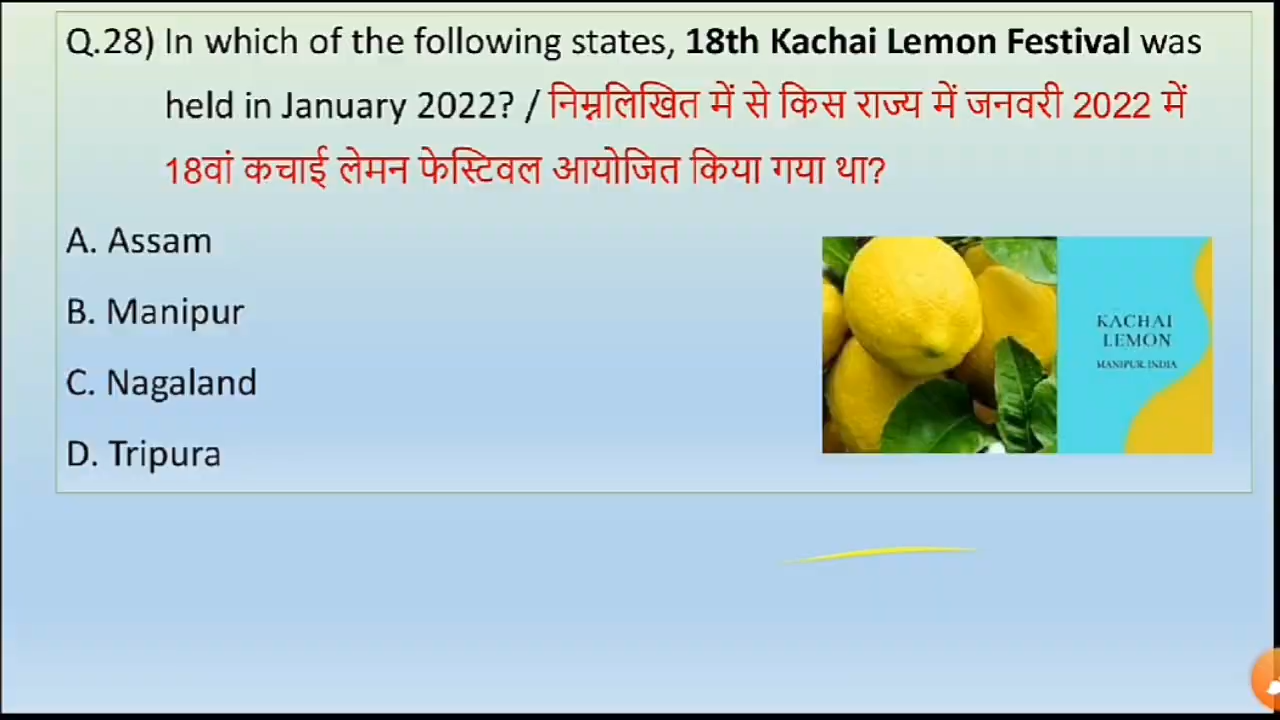 Q.28) In which of the following states, 18th Kachai Lemon Festival was
held in January 2022? / निम्नलिखित में से किस राज्य में जनवरी 2022 में
18वां कचाई लेमन फेस्टिवल आयोजित किया गया था?
A. Assam
B. Manipur
C. Nagaland
D. Tripura
KACHAI
LEMON
MANIPUR, INDIA